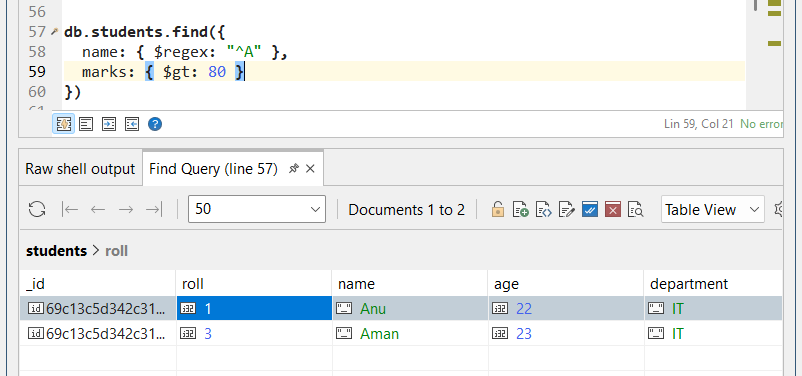 56
57 db.students.find({
58 name: { $regex: "^A" },
59 marks: { $gt: 80 }
60 })
Lin 59, Col 21 No error
Raw shell output Find Query (line 57)
50 Documents 1 to 2 Table View
students > roll
_id roll name age department
69c13c5d342c31... 1 Anu 22 IT
69c13c5d342c31... 3 Aman 23 IT